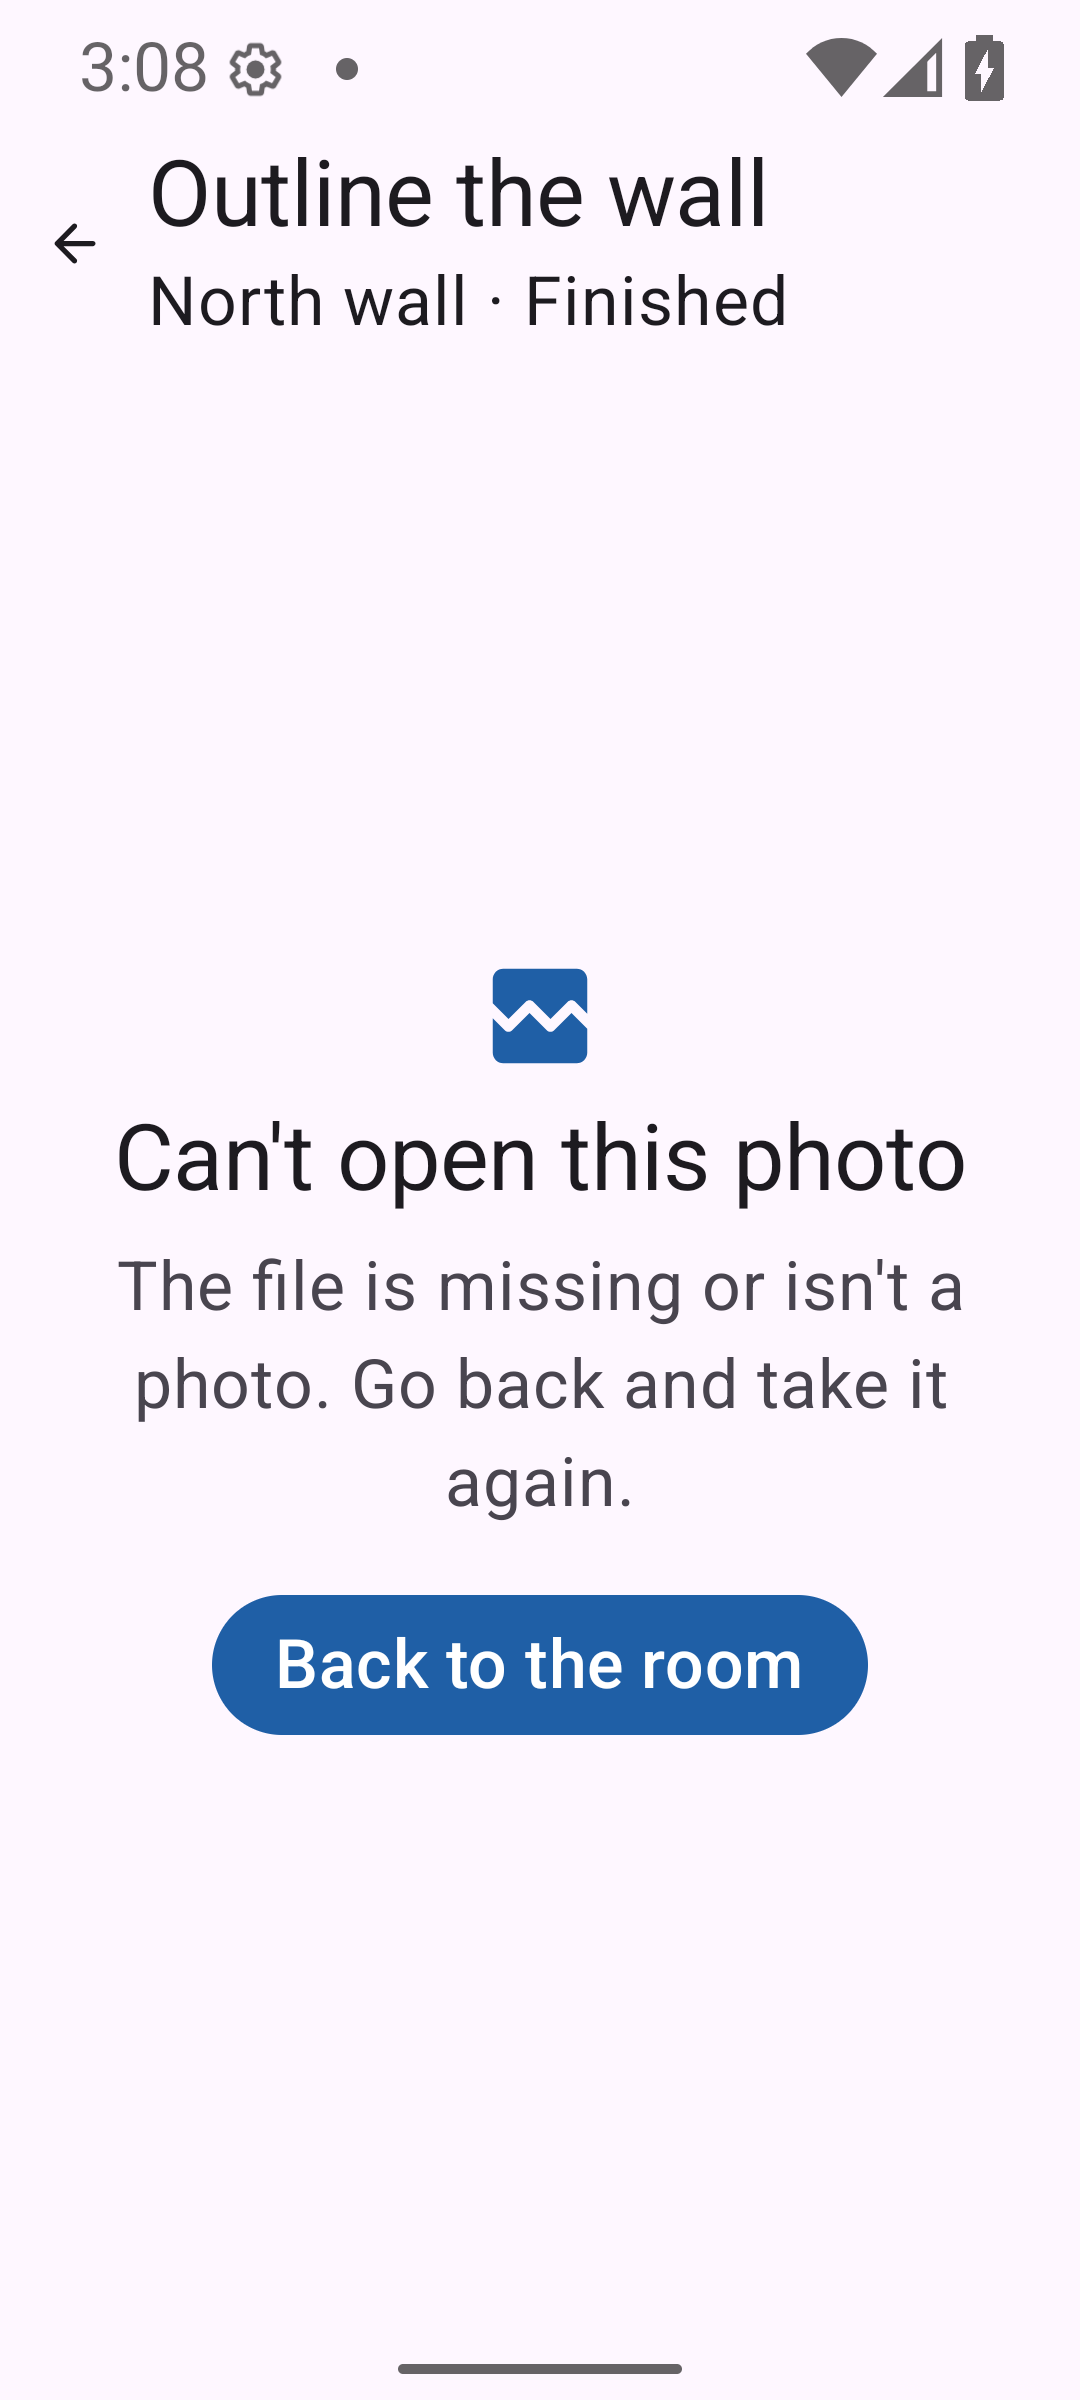 3:08
Outline the wall
North wall · Finished
Can't open this photo
The file is missing or isn't a
photo. Go back and take it
again.
Back to the room